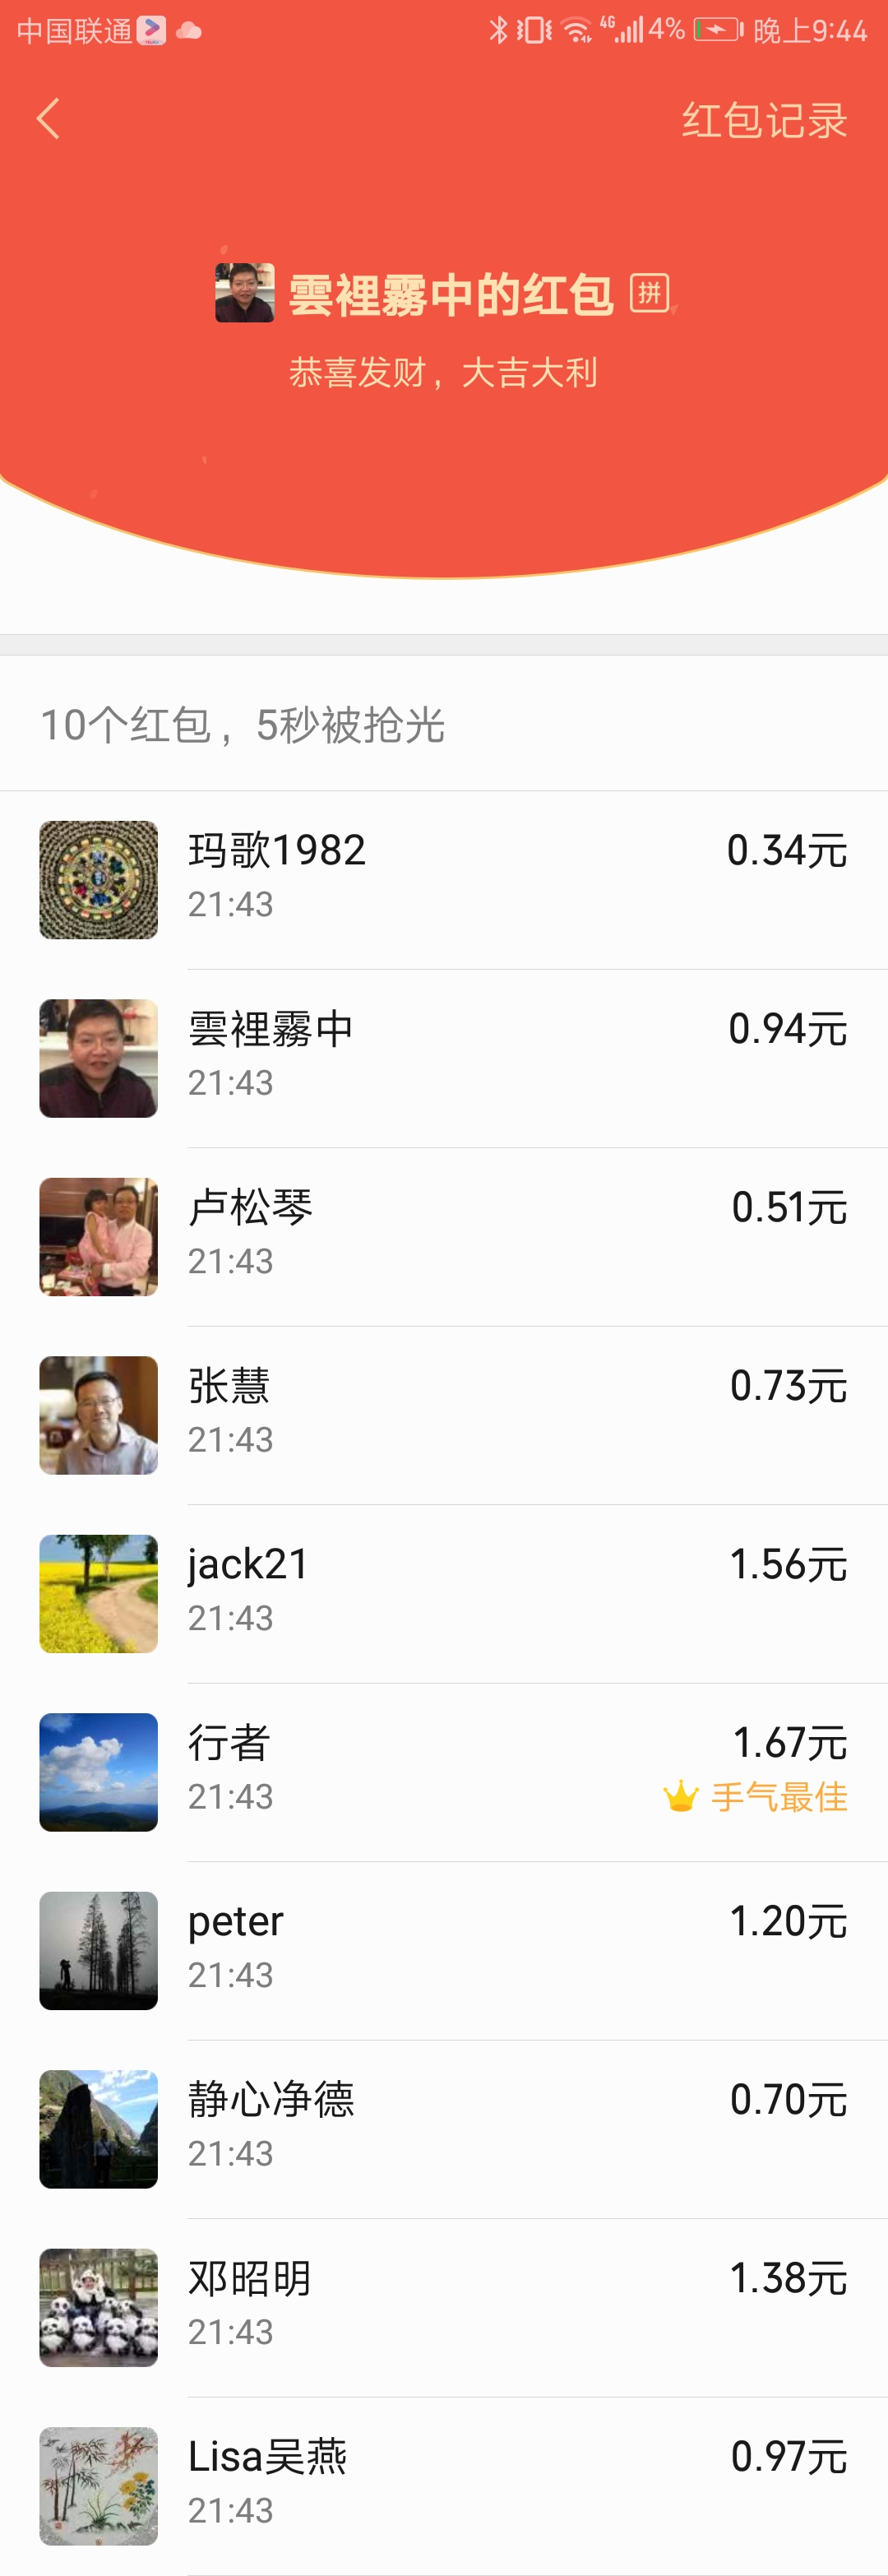 中国联通 4G 4% 晚上9:44
红包记录
雲裡霧中的红包 拼
恭喜发财，大吉大利
10个红包，5秒被抢光
玛歌1982 0.34元
21:43
雲裡霧中 0.94元
21:43
卢松琴 0.51元
21:43
张慧 0.73元
21:43
jack21 1.56元
21:43
行者 1.67元
21:43 手气最佳
peter 1.20元
21:43
静心净德 0.70元
21:43
邓昭明 1.38元
21:43
Lisa吴燕 0.97元
21:43